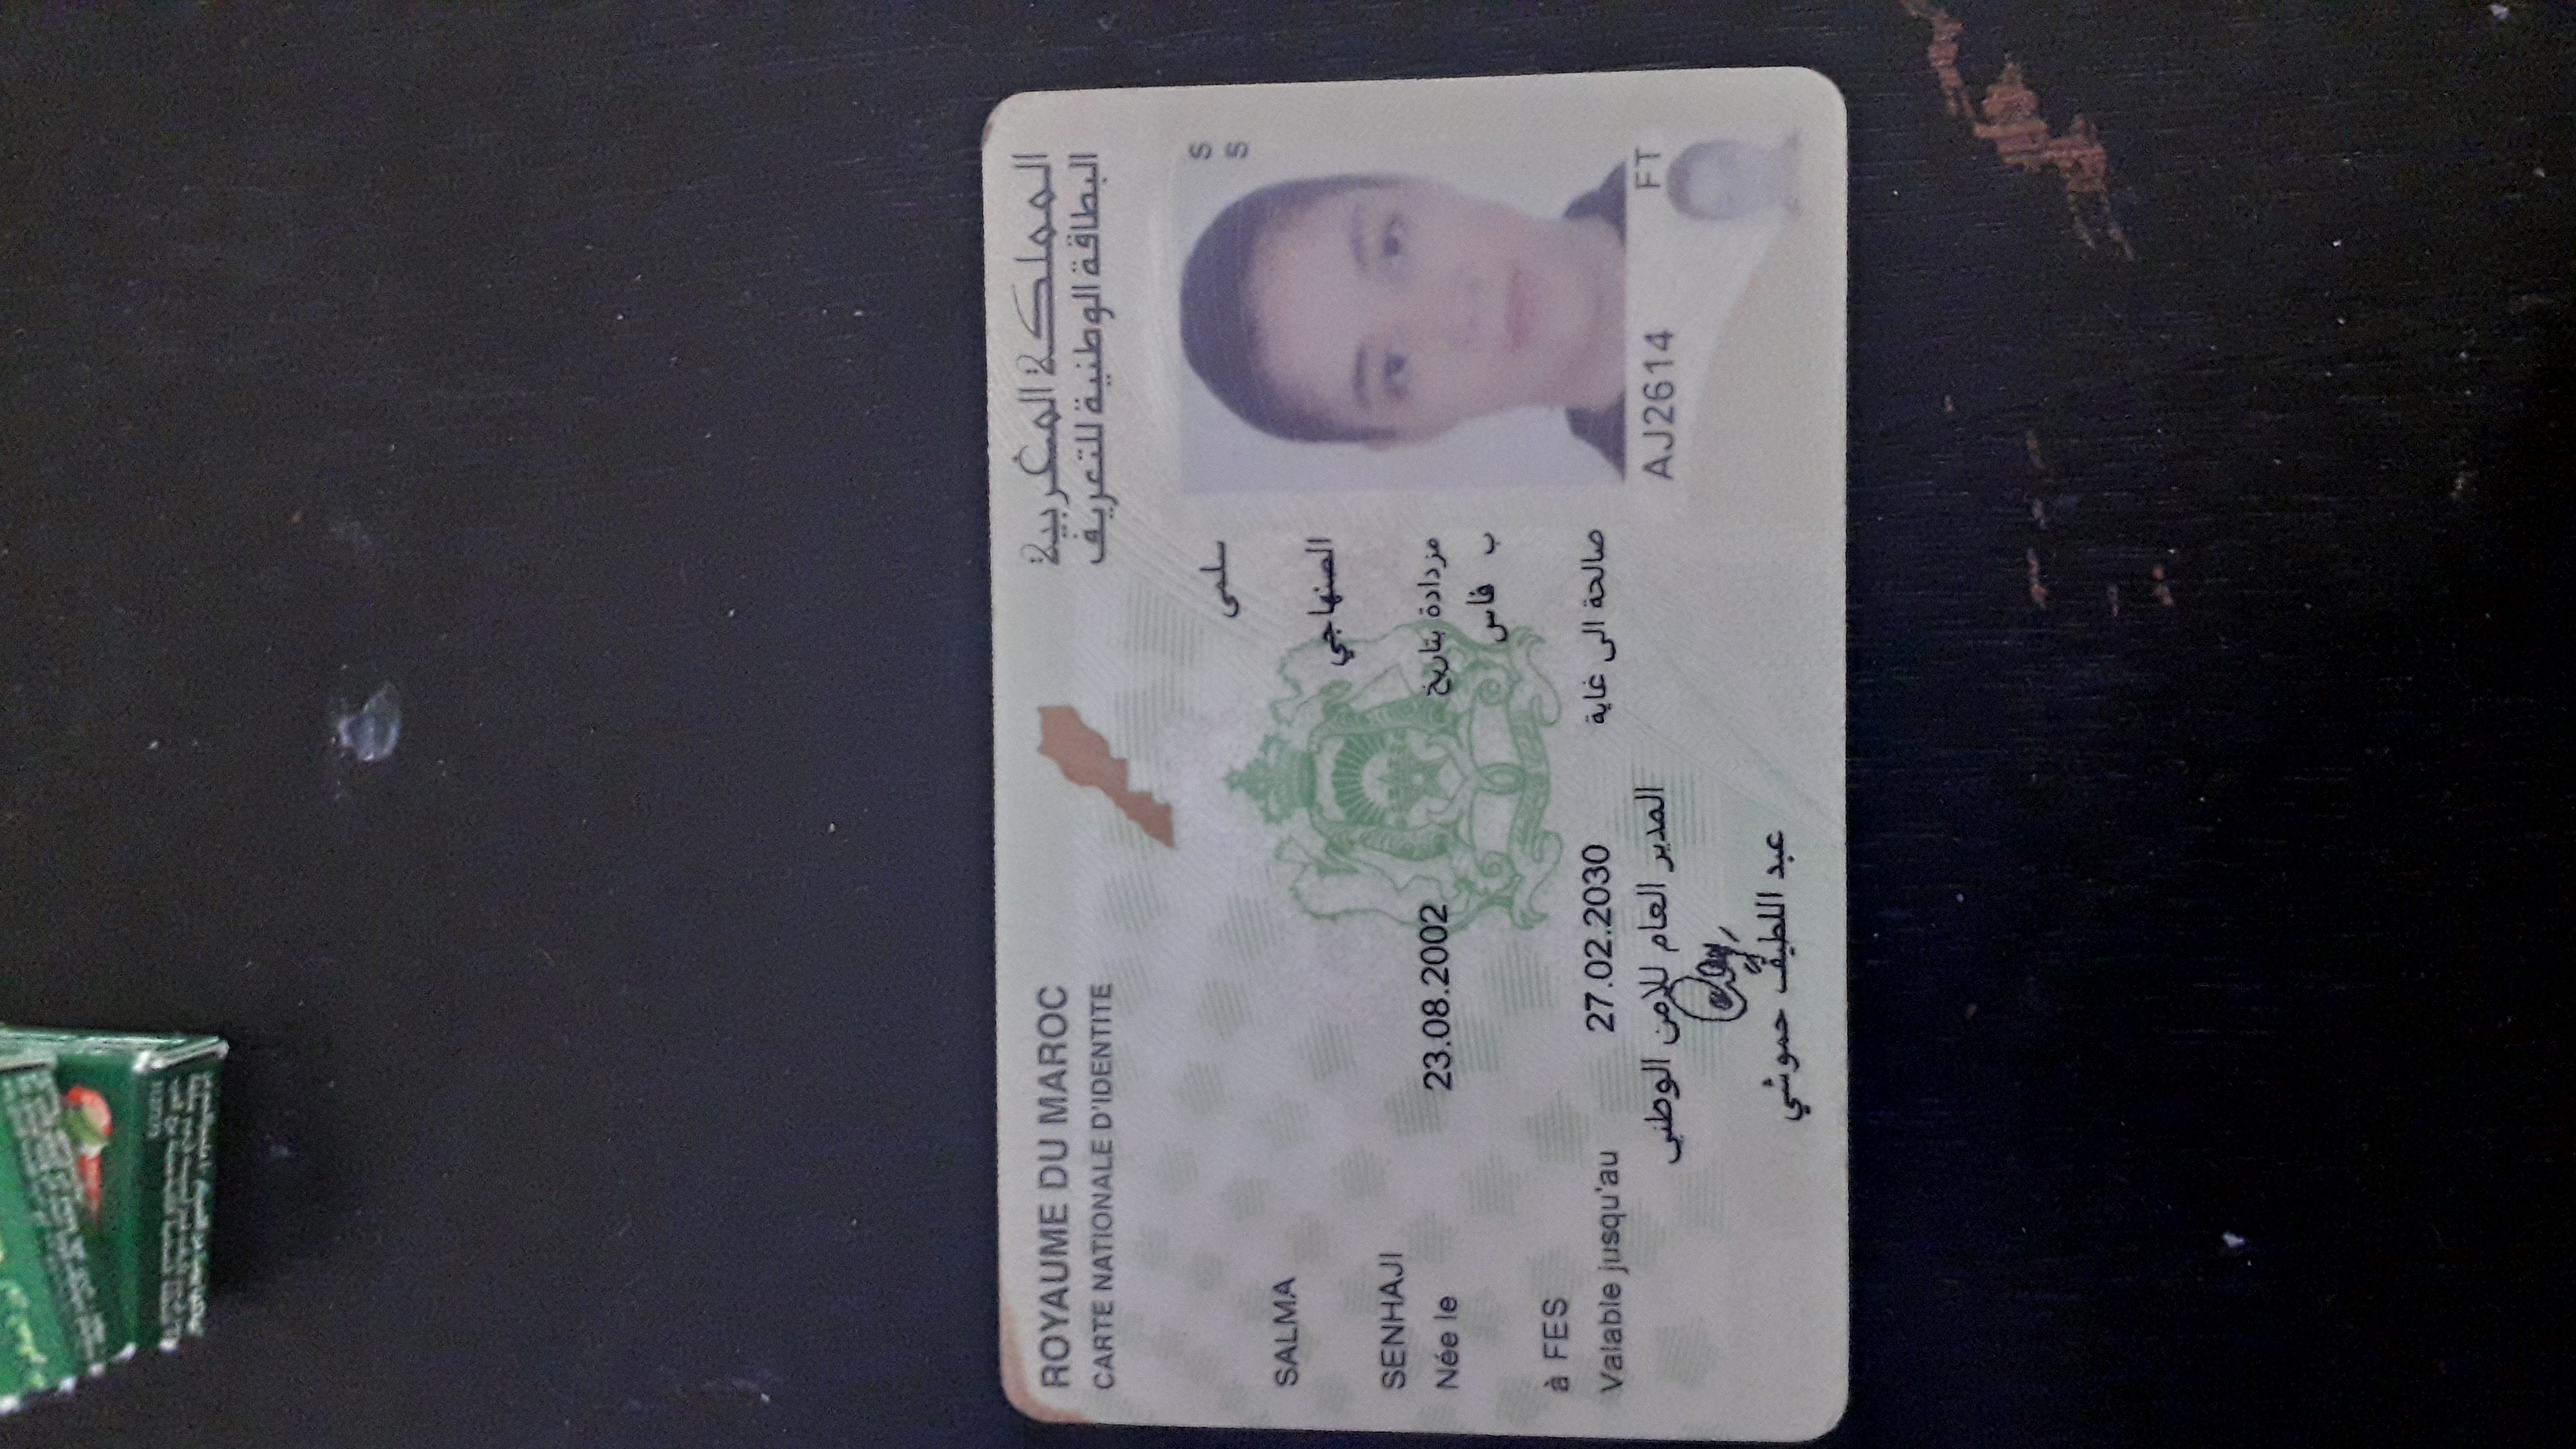 ROYAUME DU MAROC
المملكة المغربية
CARTE NATIONALE D'IDENTITE
البطاقة الوطنية للتعريف
S
S
سلمى
SALMA
الصنهاجي
SENHAJI
Née le 23.08.2002 مزدادة بتاريخ
ب فاس
à FES
Valable jusqu'au 27.02.2030 صالحة الى غاية
المدير العام للامن الوطني
AJ2614
FT
عبد اللطيف حموشي